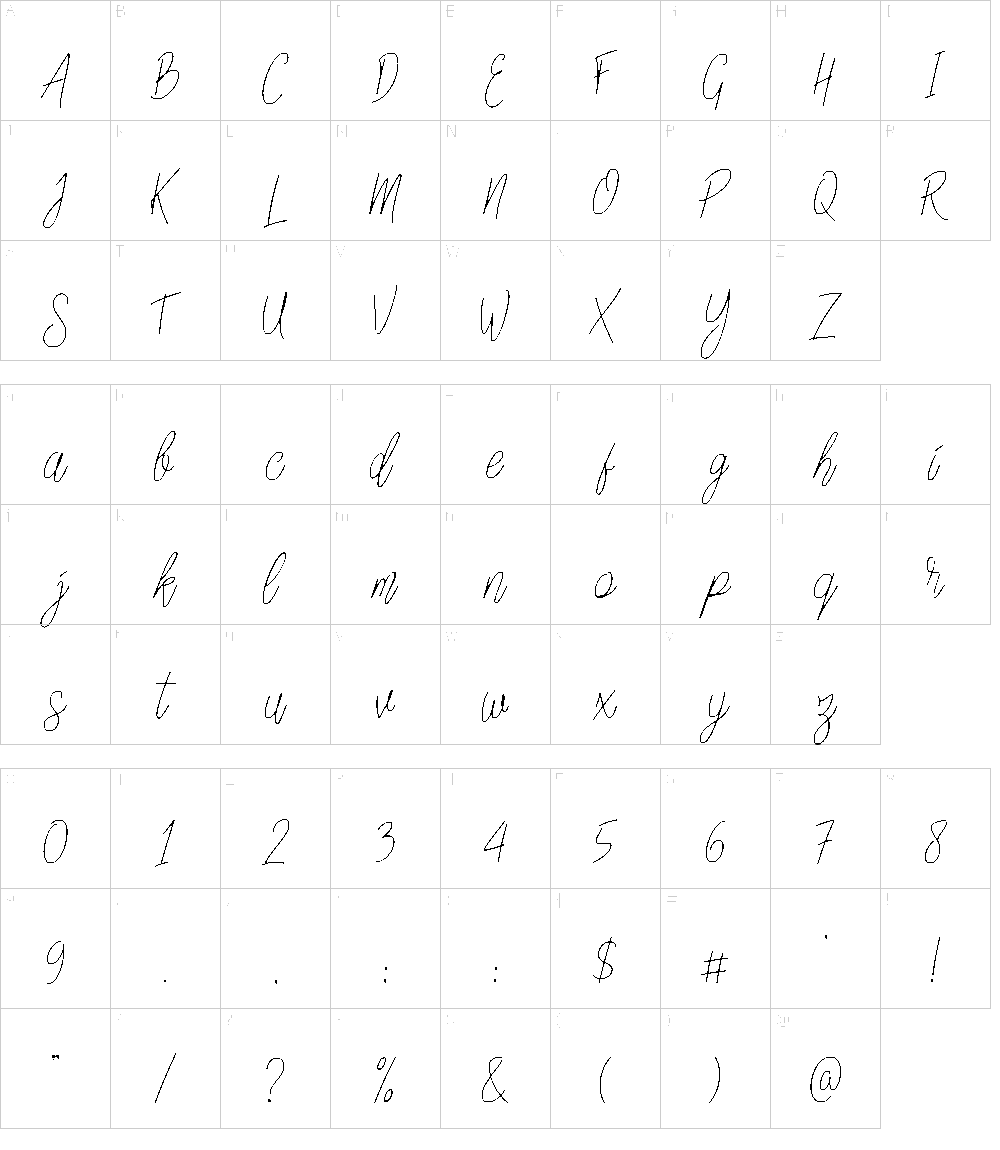 A B C D E F G H I
J K L M N O P Q R
S T U V W X Y Z
a b c d e f g h i
j k l m n o p q r
s t u v w x y z
0 1 2 3 4 5 6 7 8
9 . , ; : $ # ' !
" / ? % & ( ) @